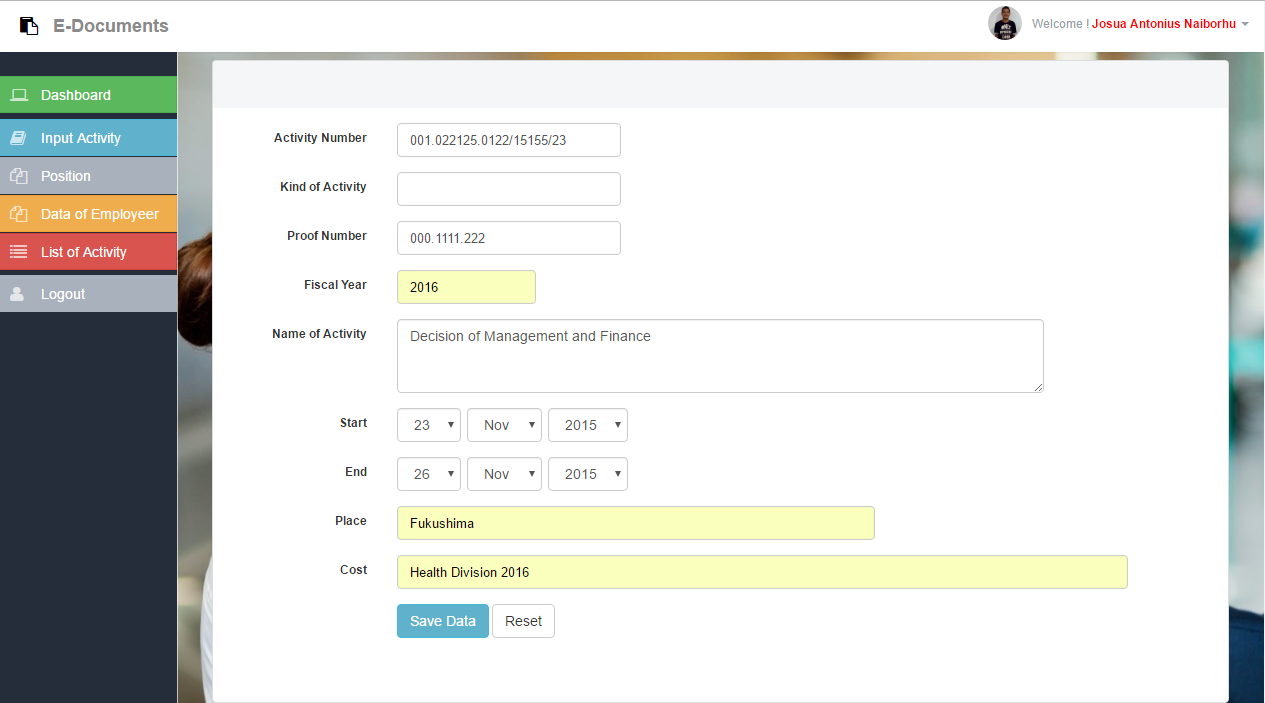 E-Documents
Welcome ! Josua Antonius Naiborhu
Dashboard
Input Activity
Position
Data of Employeer
List of Activity
Logout
Activity Number 001.022125.0122/15155/23
Kind of Activity
Proof Number 000.1111.222
Fiscal Year 2016
Name of Activity Decision of Management and Finance
Start 23 Nov 2015
End 26 Nov 2015
Place Fukushima
Cost Health Division 2016
Save Data Reset